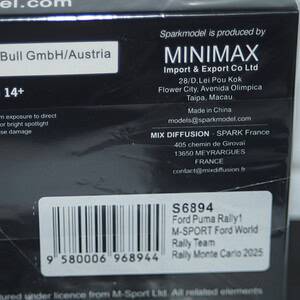 el.com
Sparkmodel is produced by
MINIMAX
Import & Export Co Ltd
28/D,Lei Pou Kok
Flower City, Avenida Olimpica
Taipa, Macau
Made in China
models@sparkmodel.com
MIX DIFFUSION - SPARK France
405 chemin de Girovai
13650 MEYRARGUES
FRANCE
contact@mixdiffusion.fr
Bull GmbH/Austria
14+
m exposure to direct
or bright spotlight
se damage
S6894
Ford Puma Rally1
M-SPORT Ford World
Rally Team
Rally Monte Carlo 2025
9 580006 968944
tured under licence from M-Sport Ltd. All related elements